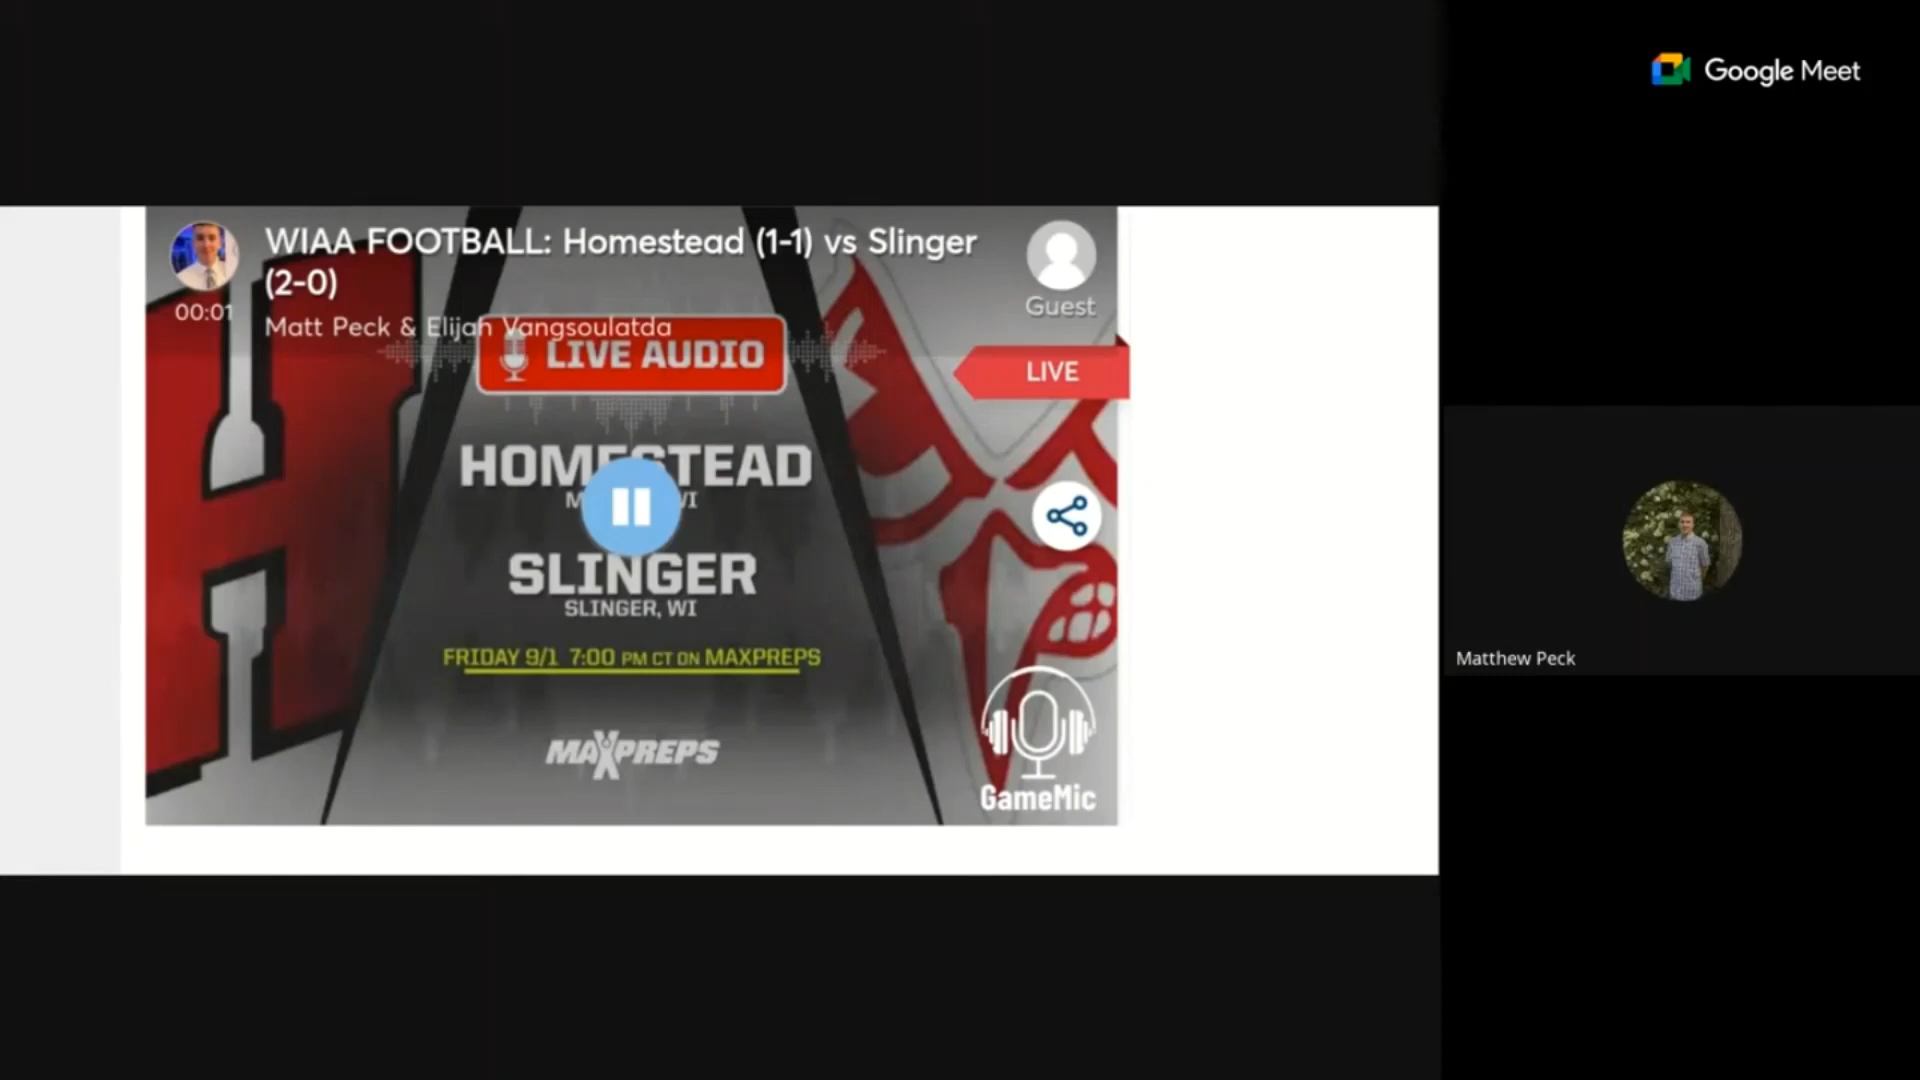 Google Meet
WIAA FOOTBALL: Homestead (1-1) vs Slinger
(2-0)
00:01
Matt Peck & Elijah Vangsoulatda
Guest
LIVE AUDIO
LIVE
HOMESTEAD
SLINGER
SLINGER, WI
FRIDAY 9/1 7:00 PM CT ON MAXPREPS
MAXPREPS
GameMic
Matthew Peck